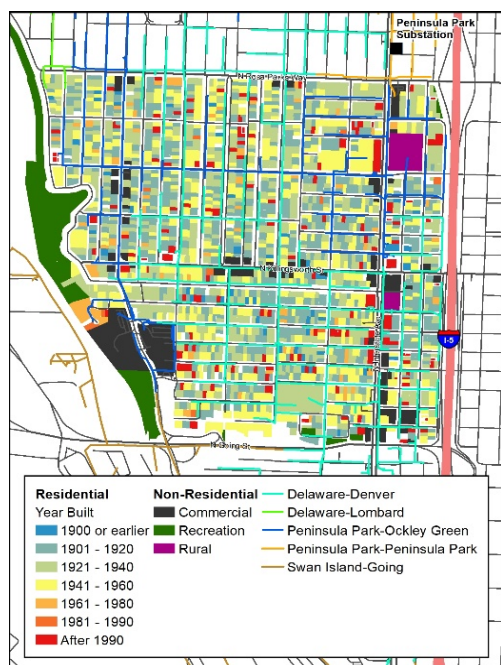 Peninsula Park
Substation
N Rosa Parks Way
N Killingsworth St
I-5
N Going St
Residential
Year Built
1900 or earlier
1901 - 1920
1921 - 1940
1941 - 1960
1961 - 1980
1981 - 1990
After 1990
Non-Residential
Commercial
Recreation
Rural
Delaware-Denver
Delaware-Lombard
Peninsula Park-Ockley Green
Peninsula Park-Peninsula Park
Swan Island-Going